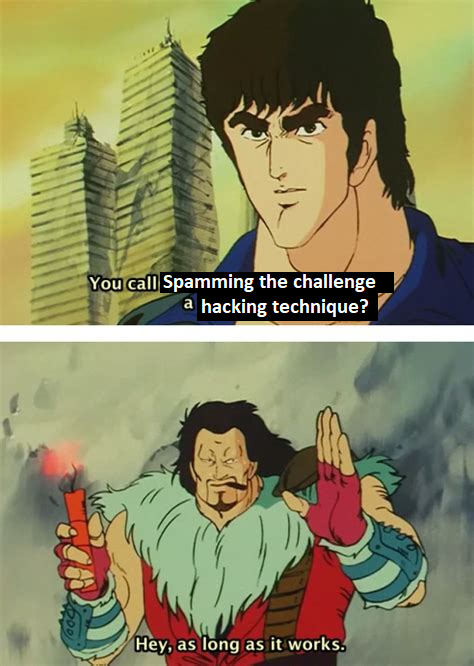 You call Spamming the challenge
a hacking technique?
Hey, as long as it works.